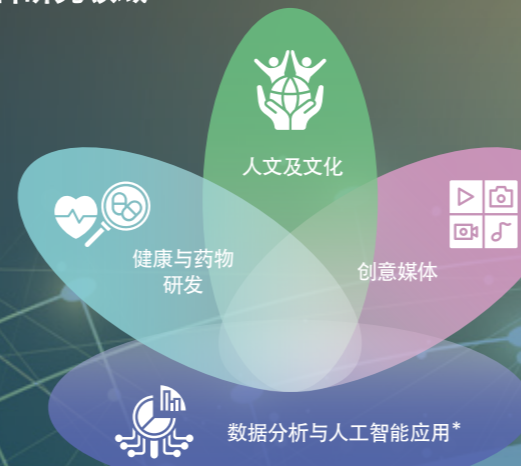 人文及文化
健康与药物
研发
创意媒体
数据分析与人工智能应用*